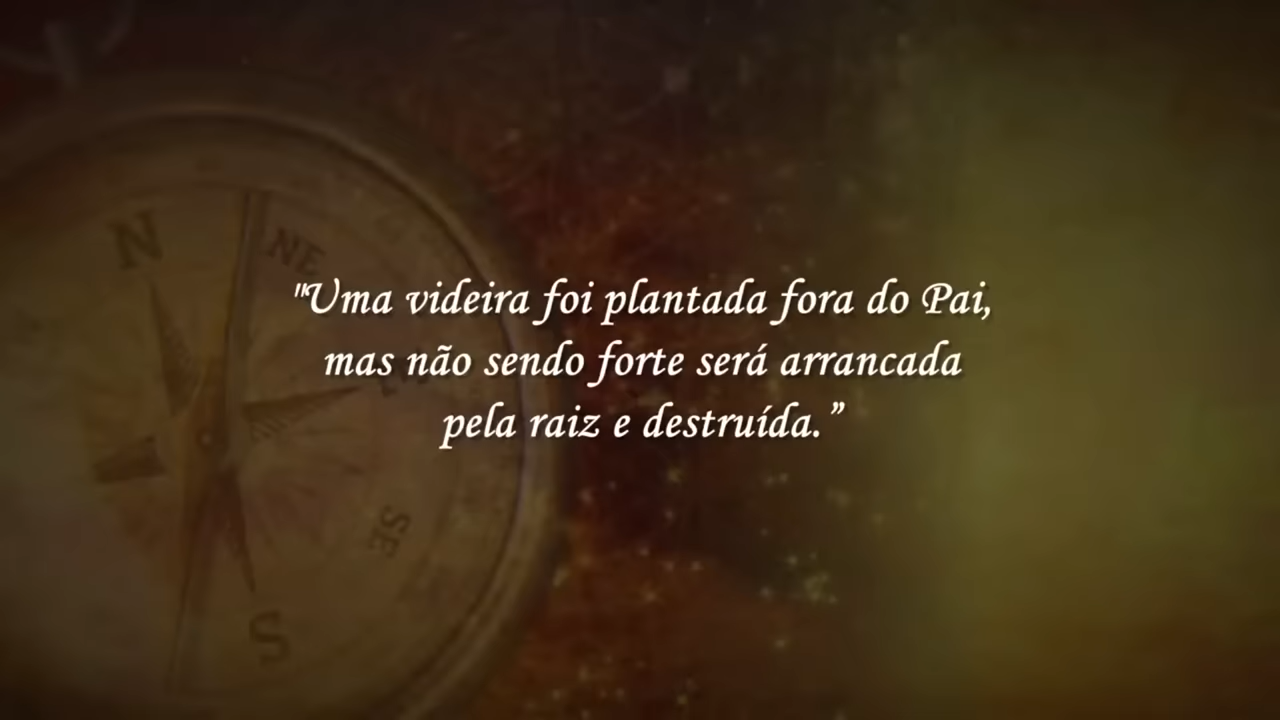 N
NE
"Uma videira foi plantada fora do Pai,
mas não sendo forte será arrancada
pela raiz e destruída.”
SE
S